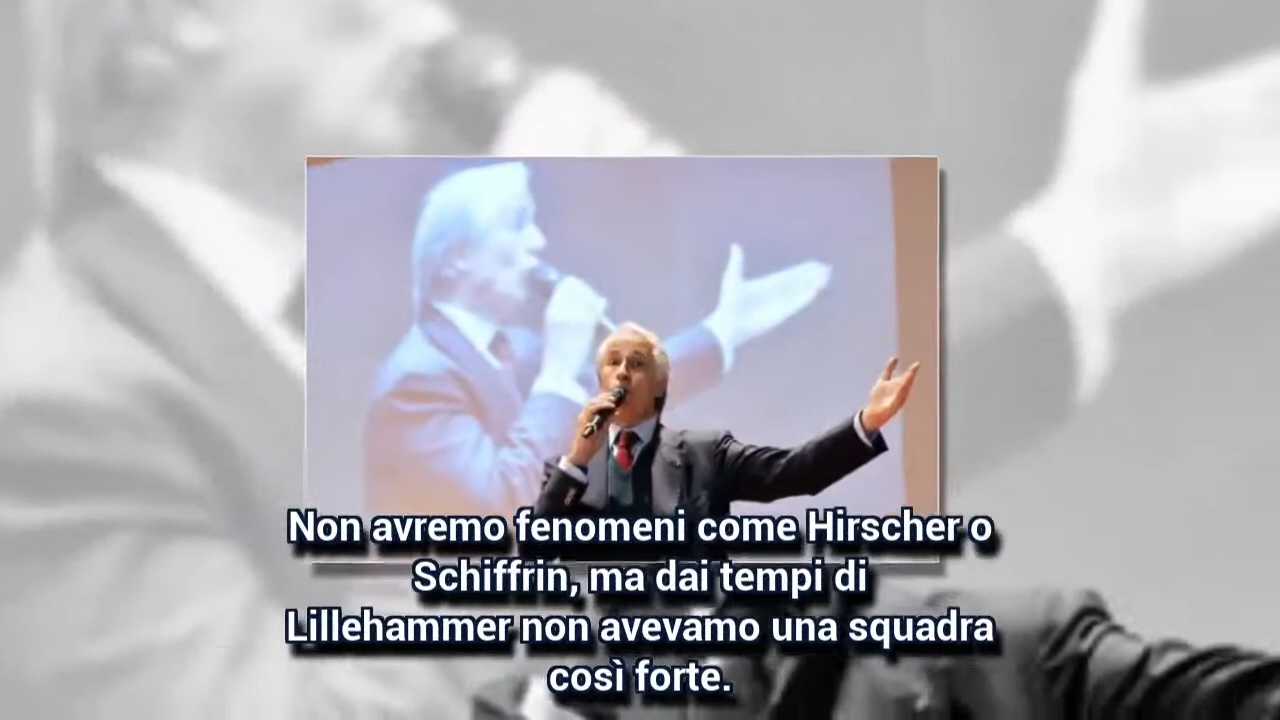 Non avremo fenomeni come Hirscher o
Schiffrin, ma dai tempi di
Lillehammer non avevamo una squadra
così forte.